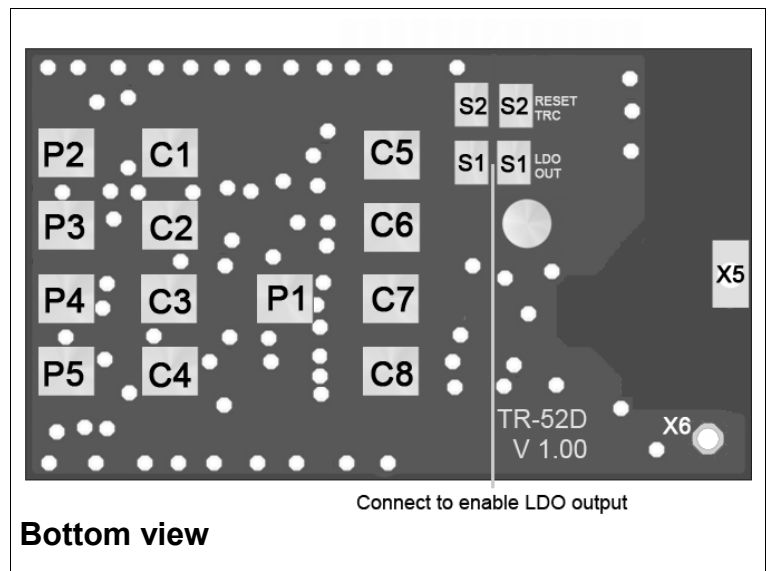 S2 S2 RESET
TRC
P2 C1 C5 S1 S1 LDO
OUT
P3 C2 C6
X5
P4 C3 P1 C7
P5 C4 C8
TR-52D
X6
V 1.00
Connect to enable LDO output
Bottom view